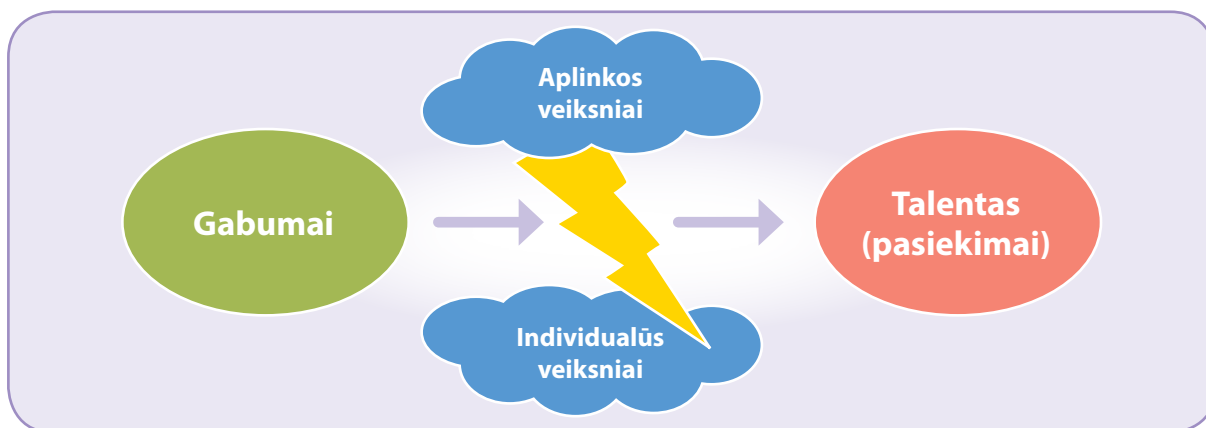 Aplinkos
veiksniai
Gabumai
Talentas
(pasiekimai)
Individualūs
veiksniai